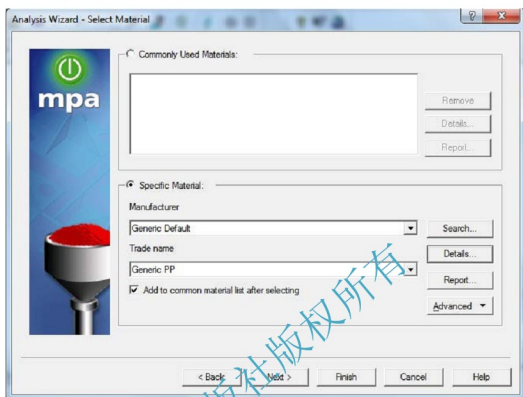 Analysis Wizard - Select Material
mpa
Commonly Used Materials:
Remove
Details...
Report...
Specific Material:
Manufacturer
Generic Default
Search...
Trade name
Details...
Generic PP
Report...
Add to common material list after selecting
Advanced
< Back
Next >
Finish
Cancel
Help
版社版权所有